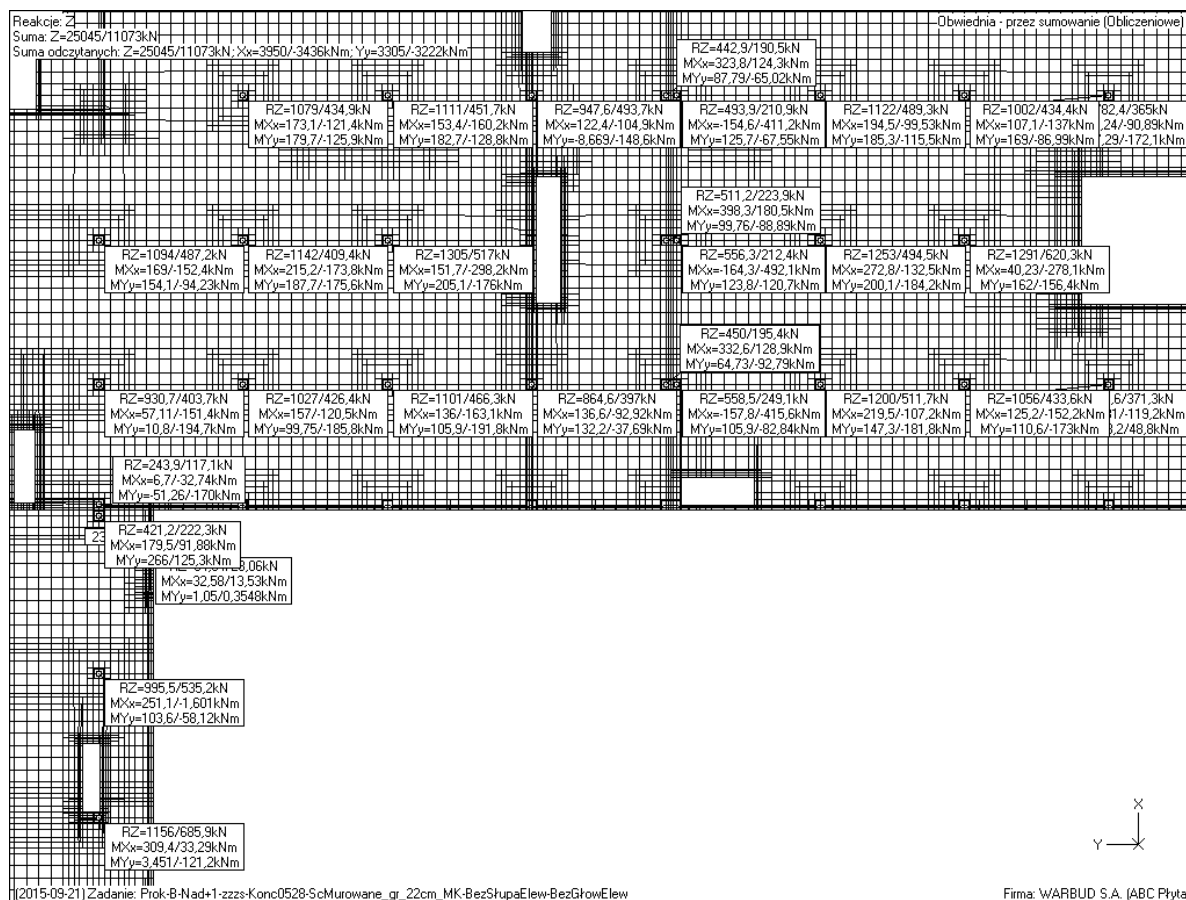 Reakcje: Z
Suma: Z=25045/11073kN
Suma odczytanych: Z=25045/11073kN; Xx=3950/-3436kNm; Yy=3305/-3222kNm
Obwiednia - przez sumowanie (Obliczeniowe)
RZ=442,9/190,5kN
MXx=323,8/124,3kNm
MYy=87,79/-65,02kNm
RZ=1079/434,9kN
MXx=173,1/-121,4kNm
MYy=179,7/-125,9kNm
RZ=1111/451,7kN
MXx=153,4/-160,2kNm
MYy=182,7/-128,8kNm
RZ=947,6/493,7kN
MXx=122,4/-104,9kNm
MYy=-8,669/-148,6kNm
RZ=493,9/210,9kN
MXx=-154,6/-411,2kNm
MYy=125,7/-67,55kNm
RZ=1122/489,3kN
MXx=194,5/-99,53kNm
MYy=185,3/-115,5kNm
RZ=1002/434,4kN
MXx=107,1/-137kNm
MYy=169/-86,99kNm
82,4/365kN
,24/-90,89kNm
,29/-172,1kNm
RZ=511,2/223,9kN
MXx=398,3/180,5kNm
MYy=99,76/-88,89kNm
RZ=1094/487,2kN
MXx=169/-152,4kNm
MYy=154,1/-94,23kNm
RZ=1142/409,4kN
MXx=215,2/-173,8kNm
MYy=187,7/-175,6kNm
RZ=1305/517kN
MXx=151,7/-298,2kNm
MYy=205,1/-176kNm
RZ=556,3/212,4kN
MXx=-164,3/-492,1kNm
MYy=123,8/-120,7kNm
RZ=1253/494,5kN
MXx=272,8/-132,5kNm
MYy=200,1/-184,2kNm
RZ=1291/620,3kN
MXx=40,23/-278,1kNm
MYy=162/-156,4kNm
RZ=450/195,4kN
MXx=332,6/128,9kNm
MYy=64,73/-92,79kNm
RZ=930,7/403,7kN
MXx=57,11/-151,4kNm
MYy=10,8/-194,7kNm
RZ=1027/426,4kN
MXx=157/-120,5kNm
MYy=99,75/-185,8kNm
RZ=1101/466,3kN
MXx=136/-163,1kNm
MYy=105,9/-191,8kNm
RZ=864,6/397kN
MXx=136,6/-92,92kNm
MYy=132,2/-37,69kNm
RZ=558,5/249,1kN
MXx=-157,8/-415,6kNm
MYy=105,9/-82,84kNm
RZ=1200/511,7kN
MXx=219,5/-107,2kNm
MYy=147,3/-181,8kNm
RZ=1056/433,6kN
MXx=125,2/-152,2kNm
MYy=110,6/-173kNm
,6/371,3kN
/-119,2kNm
,2/48,8kNm
RZ=243,9/117,1kN
MXx=6,7/-32,74kNm
MYy=-51,26/-170kNm
23
RZ=421,2/222,3kN
MXx=179,5/91,88kNm
MYy=266/125,3kNm
,06kN
MXx=32,58/13,53kNm
MYy=1,05/0,3548kNm
RZ=995,5/535,2kN
MXx=251,1/-1,601kNm
MYy=103,6/-58,12kNm
RZ=1156/685,9kN
MXx=309,4/33,29kNm
MYy=3,451/-121,2kNm
X
Y
[2015-09-21] Zadanie: Prok-B-Nad+1-zzzs-Konc0528-ScMurowane_gr_22cm_MK-BezSłupaElew-BezGłowElew
Firma: WARBUD S.A. (ABC Płyta